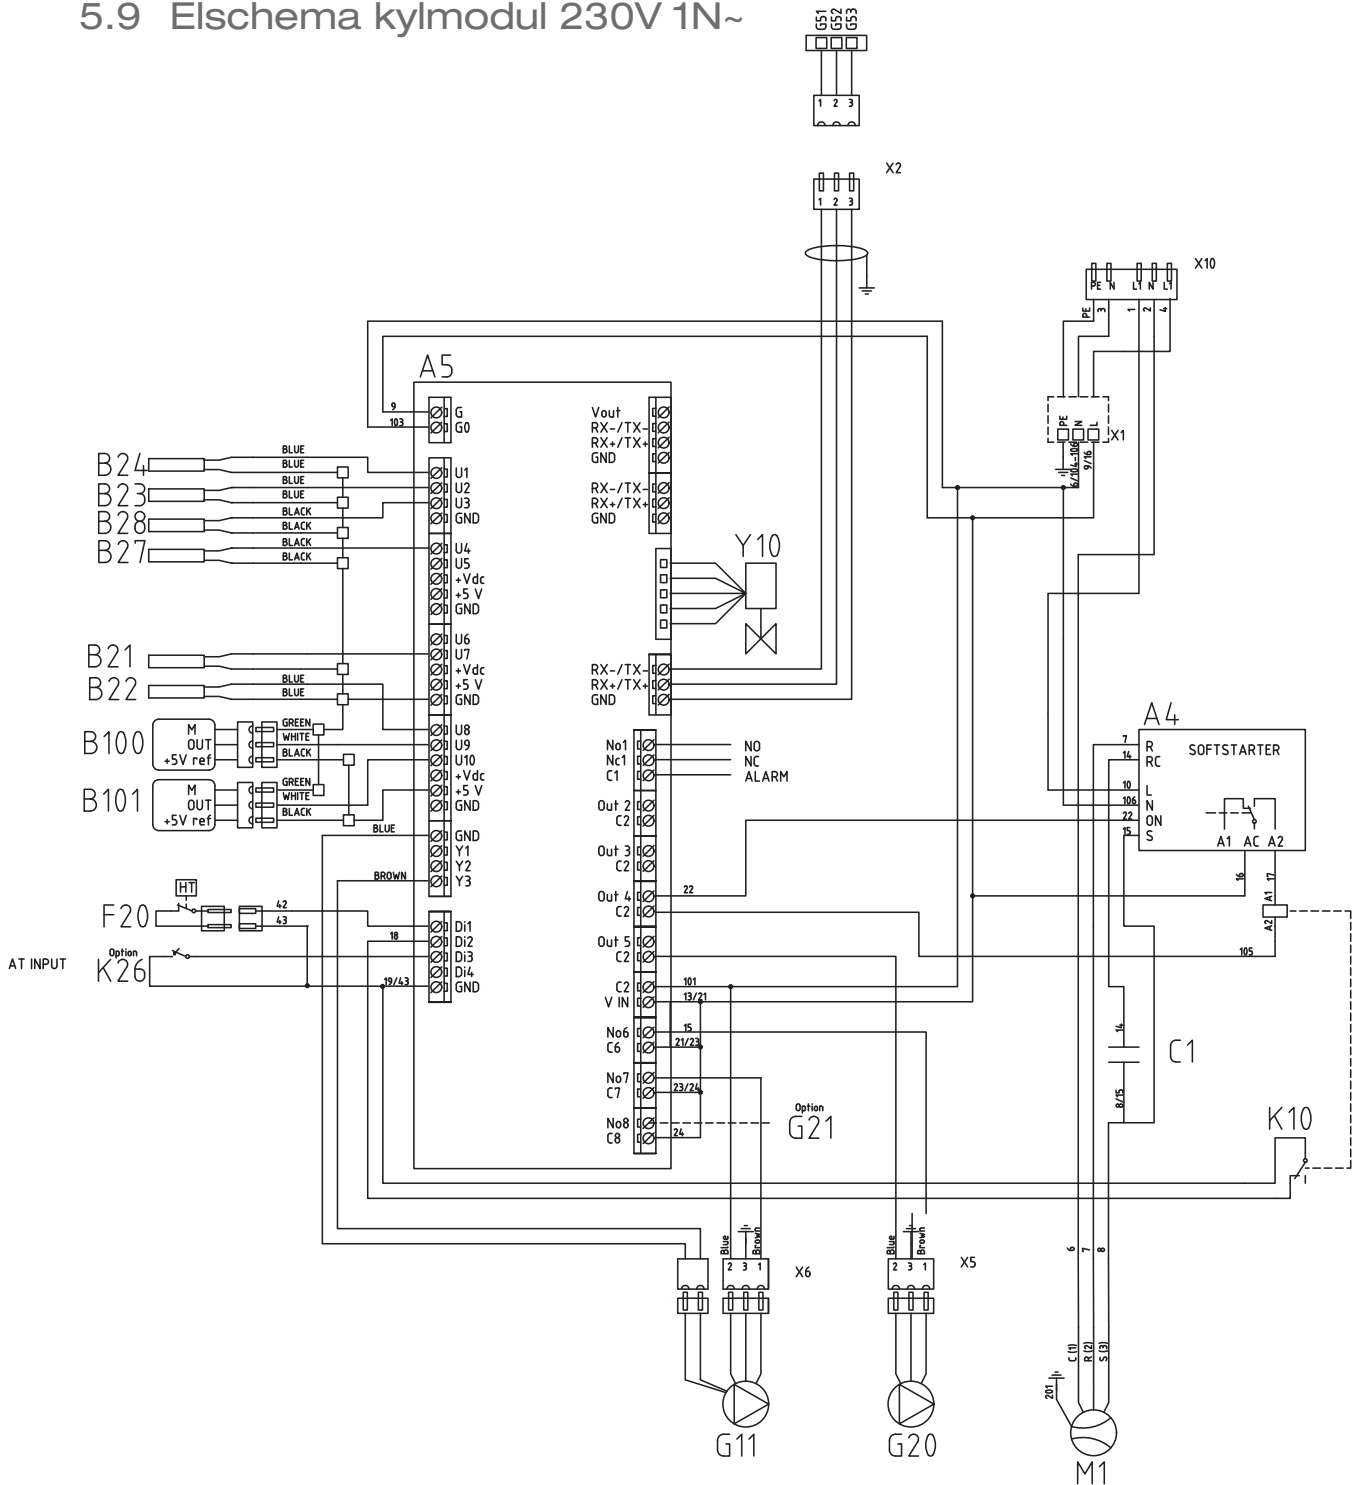 5.9 Elschema kylmodul 230V 1N~
G51
G52
G53
1 2 3
X2
1 2 3
X10
PE N L1 N L1
PE 3 1 2 4
PE N L
X1
6/104-106
9/16
A5
9
G
103
G0
Vout
RX-/TX-
RX+/TX+
GND
RX-/TX-
RX+/TX+
GND
B24
BLUE
BLUE
B23
BLUE
BLUE
B28
BLACK
BLACK
B27
BLACK
BLACK
U1
U2
U3
GND
U4
U5
+Vdc
+5 V
GND
Y10
B21
B22
BLUE
BLUE
U6
U7
+Vdc
+5 V
GND
RX-/TX-
RX+/TX+
GND
B100
M
OUT
+5V ref
GREEN
WHITE
BLACK
B101
M
OUT
+5V ref
GREEN
WHITE
BLACK
U8
U9
U10
+Vdc
+5 V
GND
No1
Nc1
C1
NO
NC
ALARM
Out 2
C2
Out 3
C2
Out 4
22
C2
Out 5
C2
105
C2
101
V IN
13/21
No6
15
C6
21/23
No7
C7
23/24
No8
C8
24
Option
G21
BLUE
GND
Y1
Y2
BROWN
Y3
HT
F20
42
43
18
Option
K26
AT INPUT
19/43
Di1
Di2
Di3
Di4
GND
A4
SOFTSTARTER
7
R
14
RC
10
L
106
N
22
ON
15
S
A1 AC A2
16
17
A1
A2
14
C1
8/15
K10
Blue
Brown
2 3 1
X6
G11
Blue
Brown
2 3 1
X5
G20
6 7 8
C (1)
R (2)
S (3)
201
M1